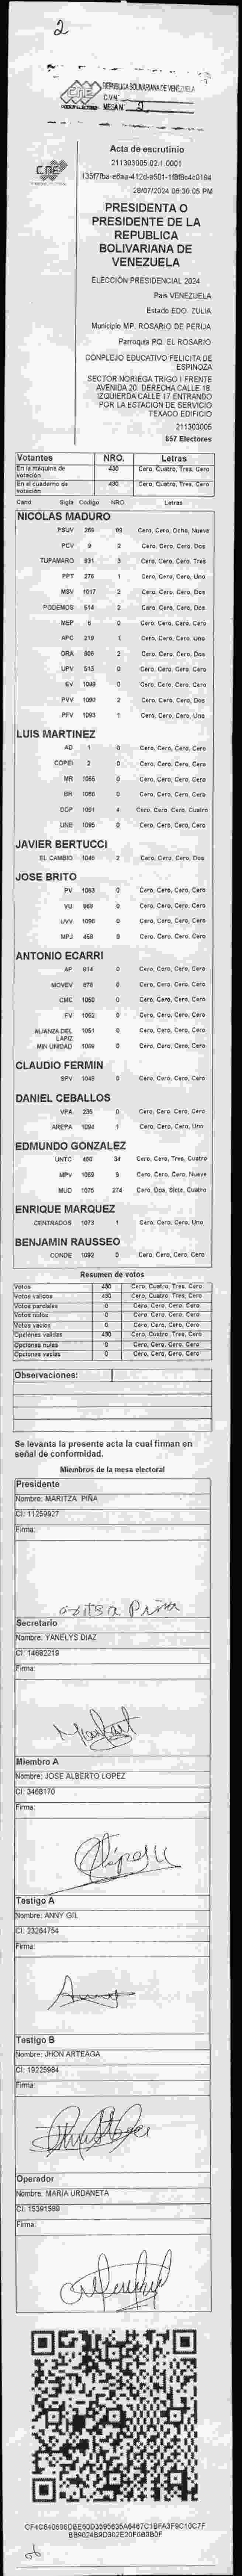 2
CNE
PODER ELECTORAL
REPUBLICA BOLIVARIANA DE VENEZUELA
C.V.N°
MESA N° 2
CNE
Acta de escrutinio
211303005.02.1.0001
28/07/2024 06:30:05 PM
PRESIDENTA O
PRESIDENTE DE LA
REPUBLICA
BOLIVARIANA DE
VENEZUELA
ELECCIÓN PRESIDENCIAL 2024
Pais VENEZUELA
Estado EDO. ZULIA
Municipio MP. ROSARIO DE PERIJA
Parroquia PQ. EL ROSARIO
COMPLEJO EDUCATIVO FELICITA DE
ESPINOZA
SECTOR NORIEGA TRIGO I FRENTE
AVENIDA 20. DERECHA CALLE 18.
IZQUIERDA CALLE 17 ENTRANDO
POR LA ESTACION DE SERVICIO
TEXACO EDIFICIO
211303005
857 Electores
Votantes NRO. Letras
En la máquina de votación 430 Cero, Cuatro, Tres, Cero
En el cuaderno de votación 430 Cero, Cuatro, Tres, Cero
Cand Sigla Código NRO. Letras
NICOLAS MADURO
PSUV 269 89 Cero, Cero, Ocho, Nueve
PCV 9 2 Cero, Cero, Cero, Dos
TUPAMARO 831 3 Cero, Cero, Cero, Tres
PPT 276 1 Cero, Cero, Cero, Uno
MSV 1017 2 Cero, Cero, Cero, Dos
PODEMOS 514 2 Cero, Cero, Cero, Dos
MEP 6 0 Cero, Cero, Cero, Cero
APC 219 1 Cero, Cero, Cero, Uno
ORA 806 2 Cero, Cero, Cero, Dos
UPV 513 0 Cero, Cero, Cero, Cero
EV 1098 0 Cero, Cero, Cero, Cero
PVV 1090 2 Cero, Cero, Cero, Dos
PFV 1093 1 Cero, Cero, Cero, Uno
LUIS MARTINEZ
AD 1 0 Cero, Cero, Cero, Cero
COPEI 2 0 Cero, Cero, Cero, Cero
MR 1055 0 Cero, Cero, Cero, Cero
BR 1050 0 Cero, Cero, Cero, Cero
DDP 1091 4 Cero, Cero, Cero, Cuatro
UNE 1095 0 Cero, Cero, Cero, Cero
JAVIER BERTUCCI
EL CAMBIO 1048 2 Cero, Cero, Cero, Dos
JOSE BRITO
PV 1053 0 Cero, Cero, Cero, Cero
VU 968 0 Cero, Cero, Cero, Cero
UVV 1096 0 Cero, Cero, Cero, Cero
MPJ 458 0 Cero, Cero, Cero, Cero
ANTONIO ECARRI
AP 814 0 Cero, Cero, Cero, Cero
MOVEV 878 0 Cero, Cero, Cero, Cero
CMC 1050 0 Cero, Cero, Cero, Cero
FV 1052 0 Cero, Cero, Cero, Cero
ALIANZA DEL LAPIZ 1051 0 Cero, Cero, Cero, Cero
MIN UNIDAD 1069 0 Cero, Cero, Cero, Cero
CLAUDIO FERMIN
SPV 1049 0 Cero, Cero, Cero, Cero
DANIEL CEBALLOS
VPA 235 0 Cero, Cero, Cero, Cero
AREPA 1094 1 Cero, Cero, Cero, Uno
EDMUNDO GONZALEZ
UNTC 460 34 Cero, Cero, Tres, Cuatro
MPV 1059 9 Cero, Cero, Cero, Nueve
MUD 1075 274 Cero, Dos, Siete, Cuatro
ENRIQUE MARQUEZ
CENTRADOS 1073 1 Cero, Cero, Cero, Uno
BENJAMIN RAUSSEO
CONDE 1092 0 Cero, Cero, Cero, Cero
Resumen de votos
Votos 430 Cero, Cuatro, Tres, Cero
Votos validos 430 Cero, Cuatro, Tres, Cero
Votos parciales 0 Cero, Cero, Cero, Cero
Votos nulos 0 Cero, Cero, Cero, Cero
Votos vacios 0 Cero, Cero, Cero, Cero
Opciones validas 430 Cero, Cuatro, Tres, Cero
Opciones nulas 0 Cero, Cero, Cero, Cero
Opciones vacias 0 Cero, Cero, Cero, Cero
Observaciones:
Se levanta la presente acta la cual firman en
señal de conformidad.
Miembros de la mesa electoral
Presidente
Nombre: MARITZA PIÑA
CI: 11259927
Firma:
Piña
Secretario
Nombre: YANELYS DIAZ
CI: 14682219
Firma:
Miembro A
Nombre: JOSE ALBERTO LOPEZ
CI: 3468170
Firma:
Testigo A
Nombre: ANNY GIL
CI: 23264754
Firma:
Testigo B
Nombre: JHON ARTEAGA
CI: 19225984
Firma:
Operador
Nombre: MARIA URDANETA
CI: 15391589
Firma: